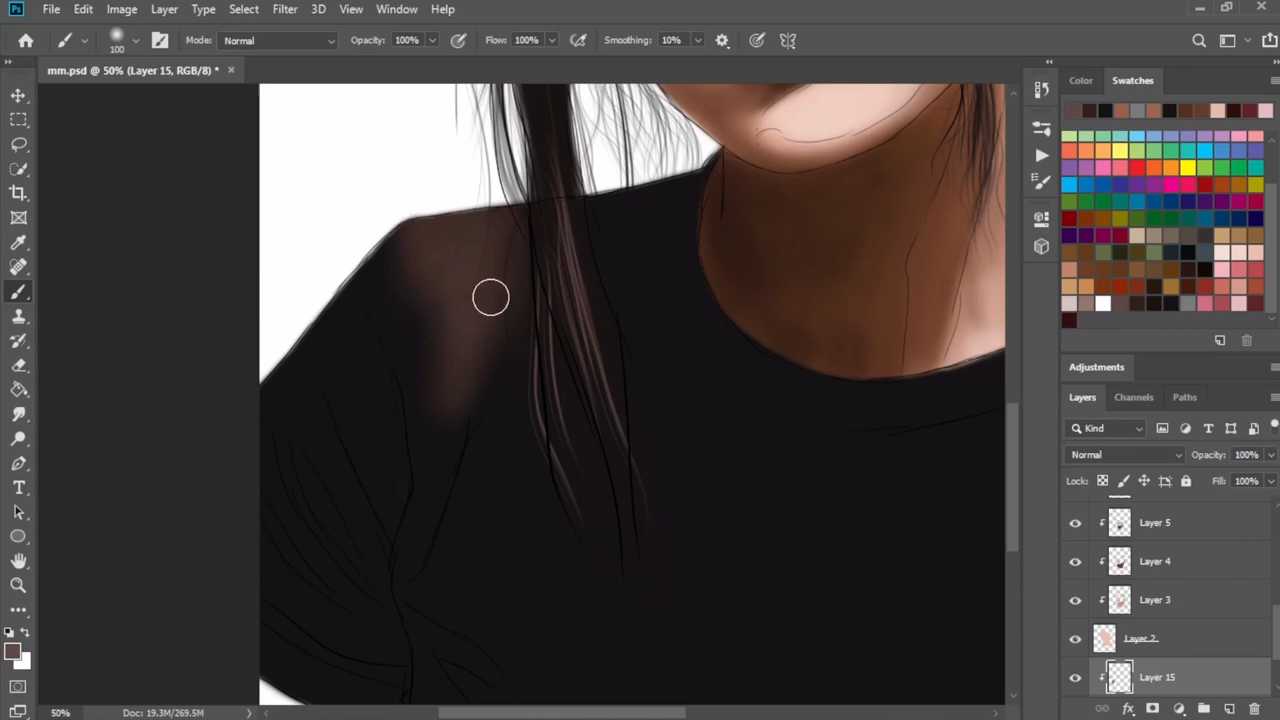 Ps File Edit Image Layer Type Select Filter 3D View Window Help
100 Mode: Normal Opacity: 100% Flow: 100% Smoothing: 10%
mm.psd @ 50% (Layer 15, RGB/8) * ×
Color Swatches
Adjustments
Layers Channels Paths
Kind
Normal Opacity: 100%
Lock: Fill: 100%
Layer 5
Layer 4
Layer 3
Layer 2
Layer 15
50% Doc: 19.3M/269.5M